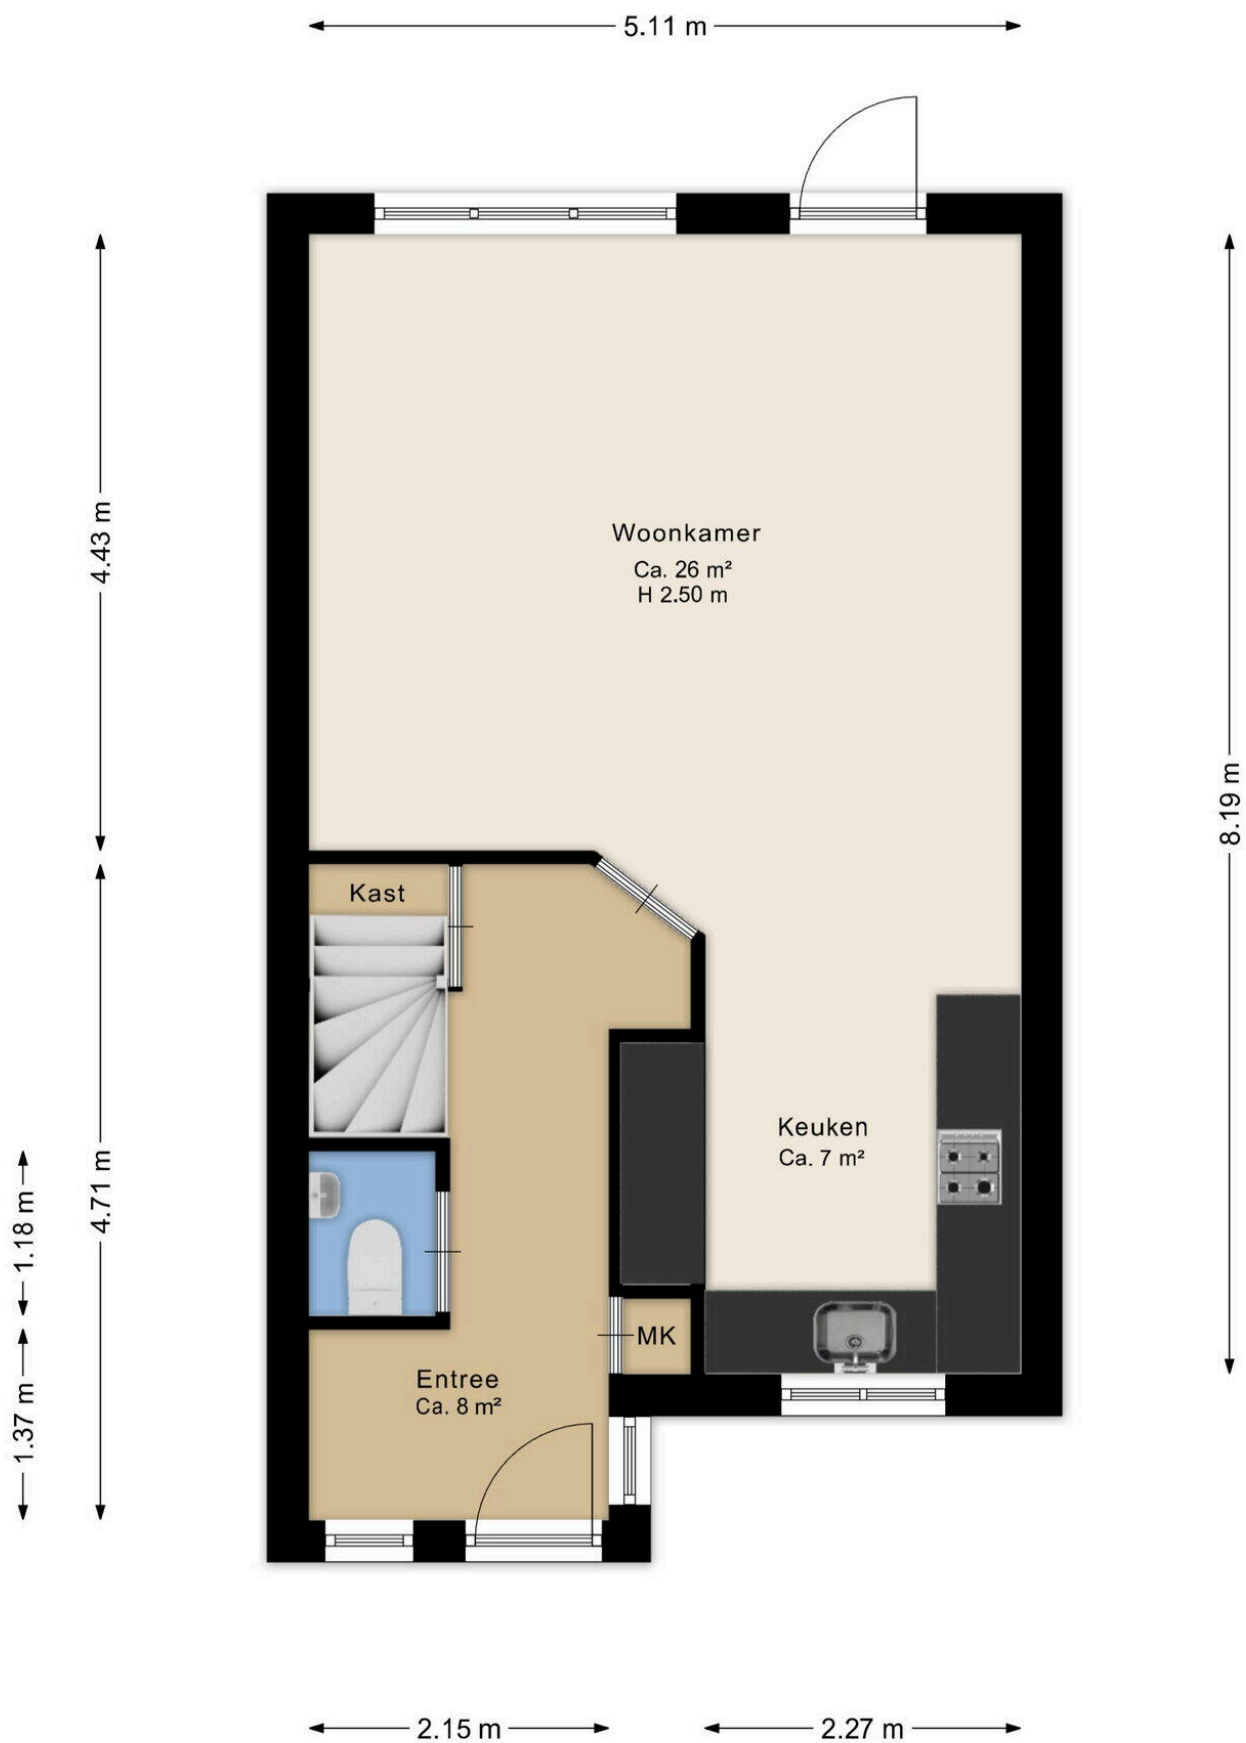 5.11 m
4.43 m
8.19 m
Woonkamer
Ca. 26 m²
H 2.50 m
Kast
4.71 m
1.18 m
Keuken
Ca. 7 m²
MK
1.37 m
Entree
Ca. 8 m²
2.15 m
2.27 m